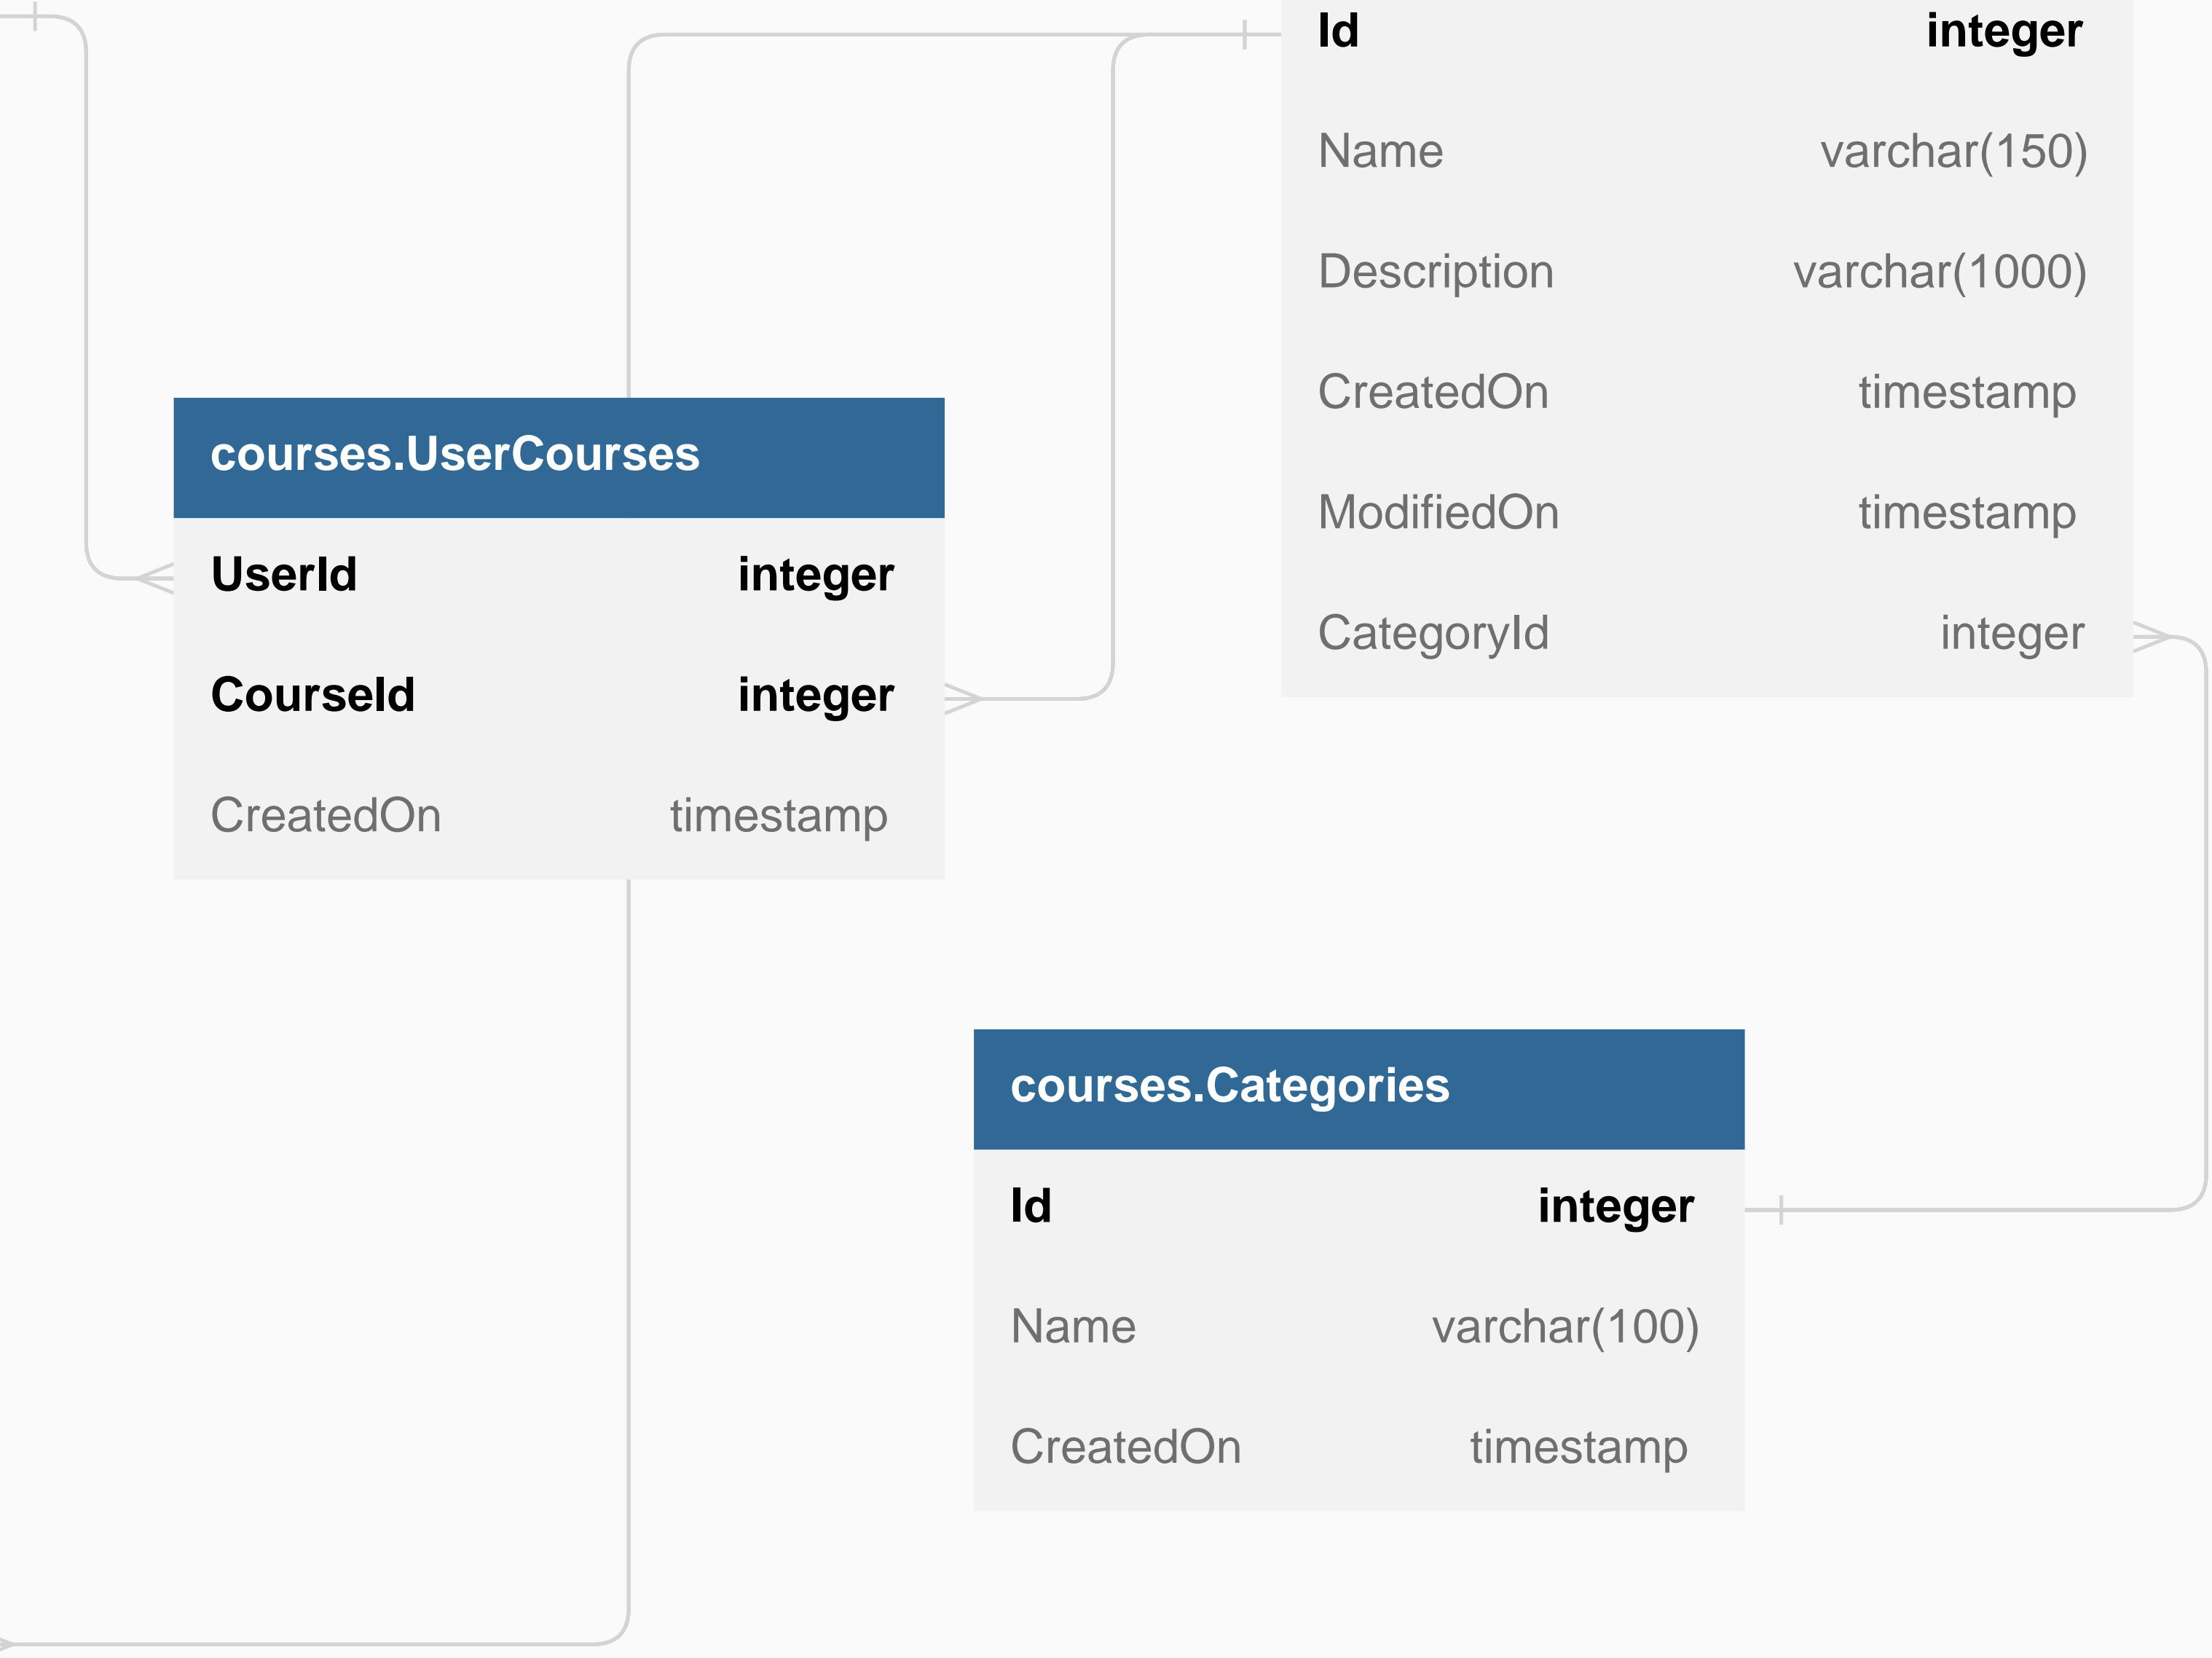 Id integer
Name varchar(150)
Description varchar(1000)
CreatedOn timestamp
ModifiedOn timestamp
CategoryId integer
courses.UserCourses
UserId integer
CourseId integer
CreatedOn timestamp
courses.Categories
Id integer
Name varchar(100)
CreatedOn timestamp